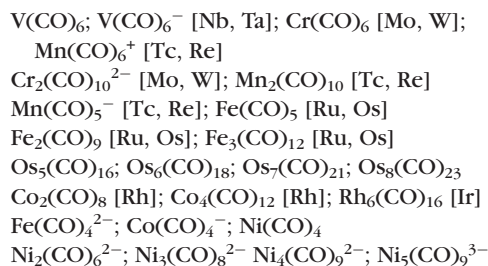 V(CO)₆; V(CO)₆⁻ [Nb, Ta]; Cr(CO)₆ [Mo, W];
Mn(CO)₆⁺ [Tc, Re]
Cr₂(CO)₁₀²⁻ [Mo, W]; Mn₂(CO)₁₀ [Tc, Re]
Mn(CO)₅⁻ [Tc, Re]; Fe(CO)₅ [Ru, Os]
Fe₂(CO)₉ [Ru, Os]; Fe₃(CO)₁₂ [Ru, Os]
Os₅(CO)₁₆; Os₆(CO)₁₈; Os₇(CO)₂₁; Os₈(CO)₂₃
Co₂(CO)₈ [Rh]; Co₄(CO)₁₂ [Rh]; Rh₆(CO)₁₆ [Ir]
Fe(CO)₄²⁻; Co(CO)₄⁻; Ni(CO)₄
Ni₂(CO)₆²⁻; Ni₃(CO)₈²⁻ Ni₄(CO)₉²⁻; Ni₅(CO)₉³⁻